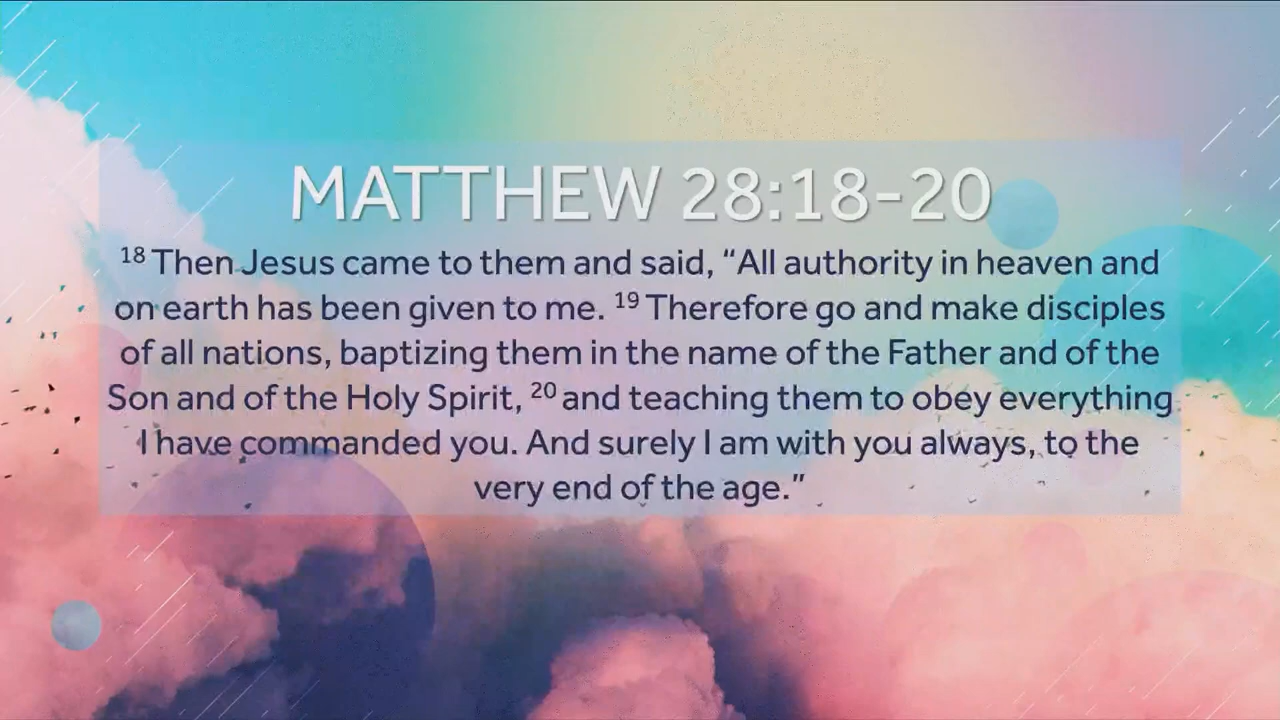 MATTHEW 28:18-20
18 Then Jesus came to them and said, “All authority in heaven and
on earth has been given to me. 19 Therefore go and make disciples
of all nations, baptizing them in the name of the Father and of the
Son and of the Holy Spirit, 20 and teaching them to obey everything
I have commanded you. And surely I am with you always, to the
very end of the age.”